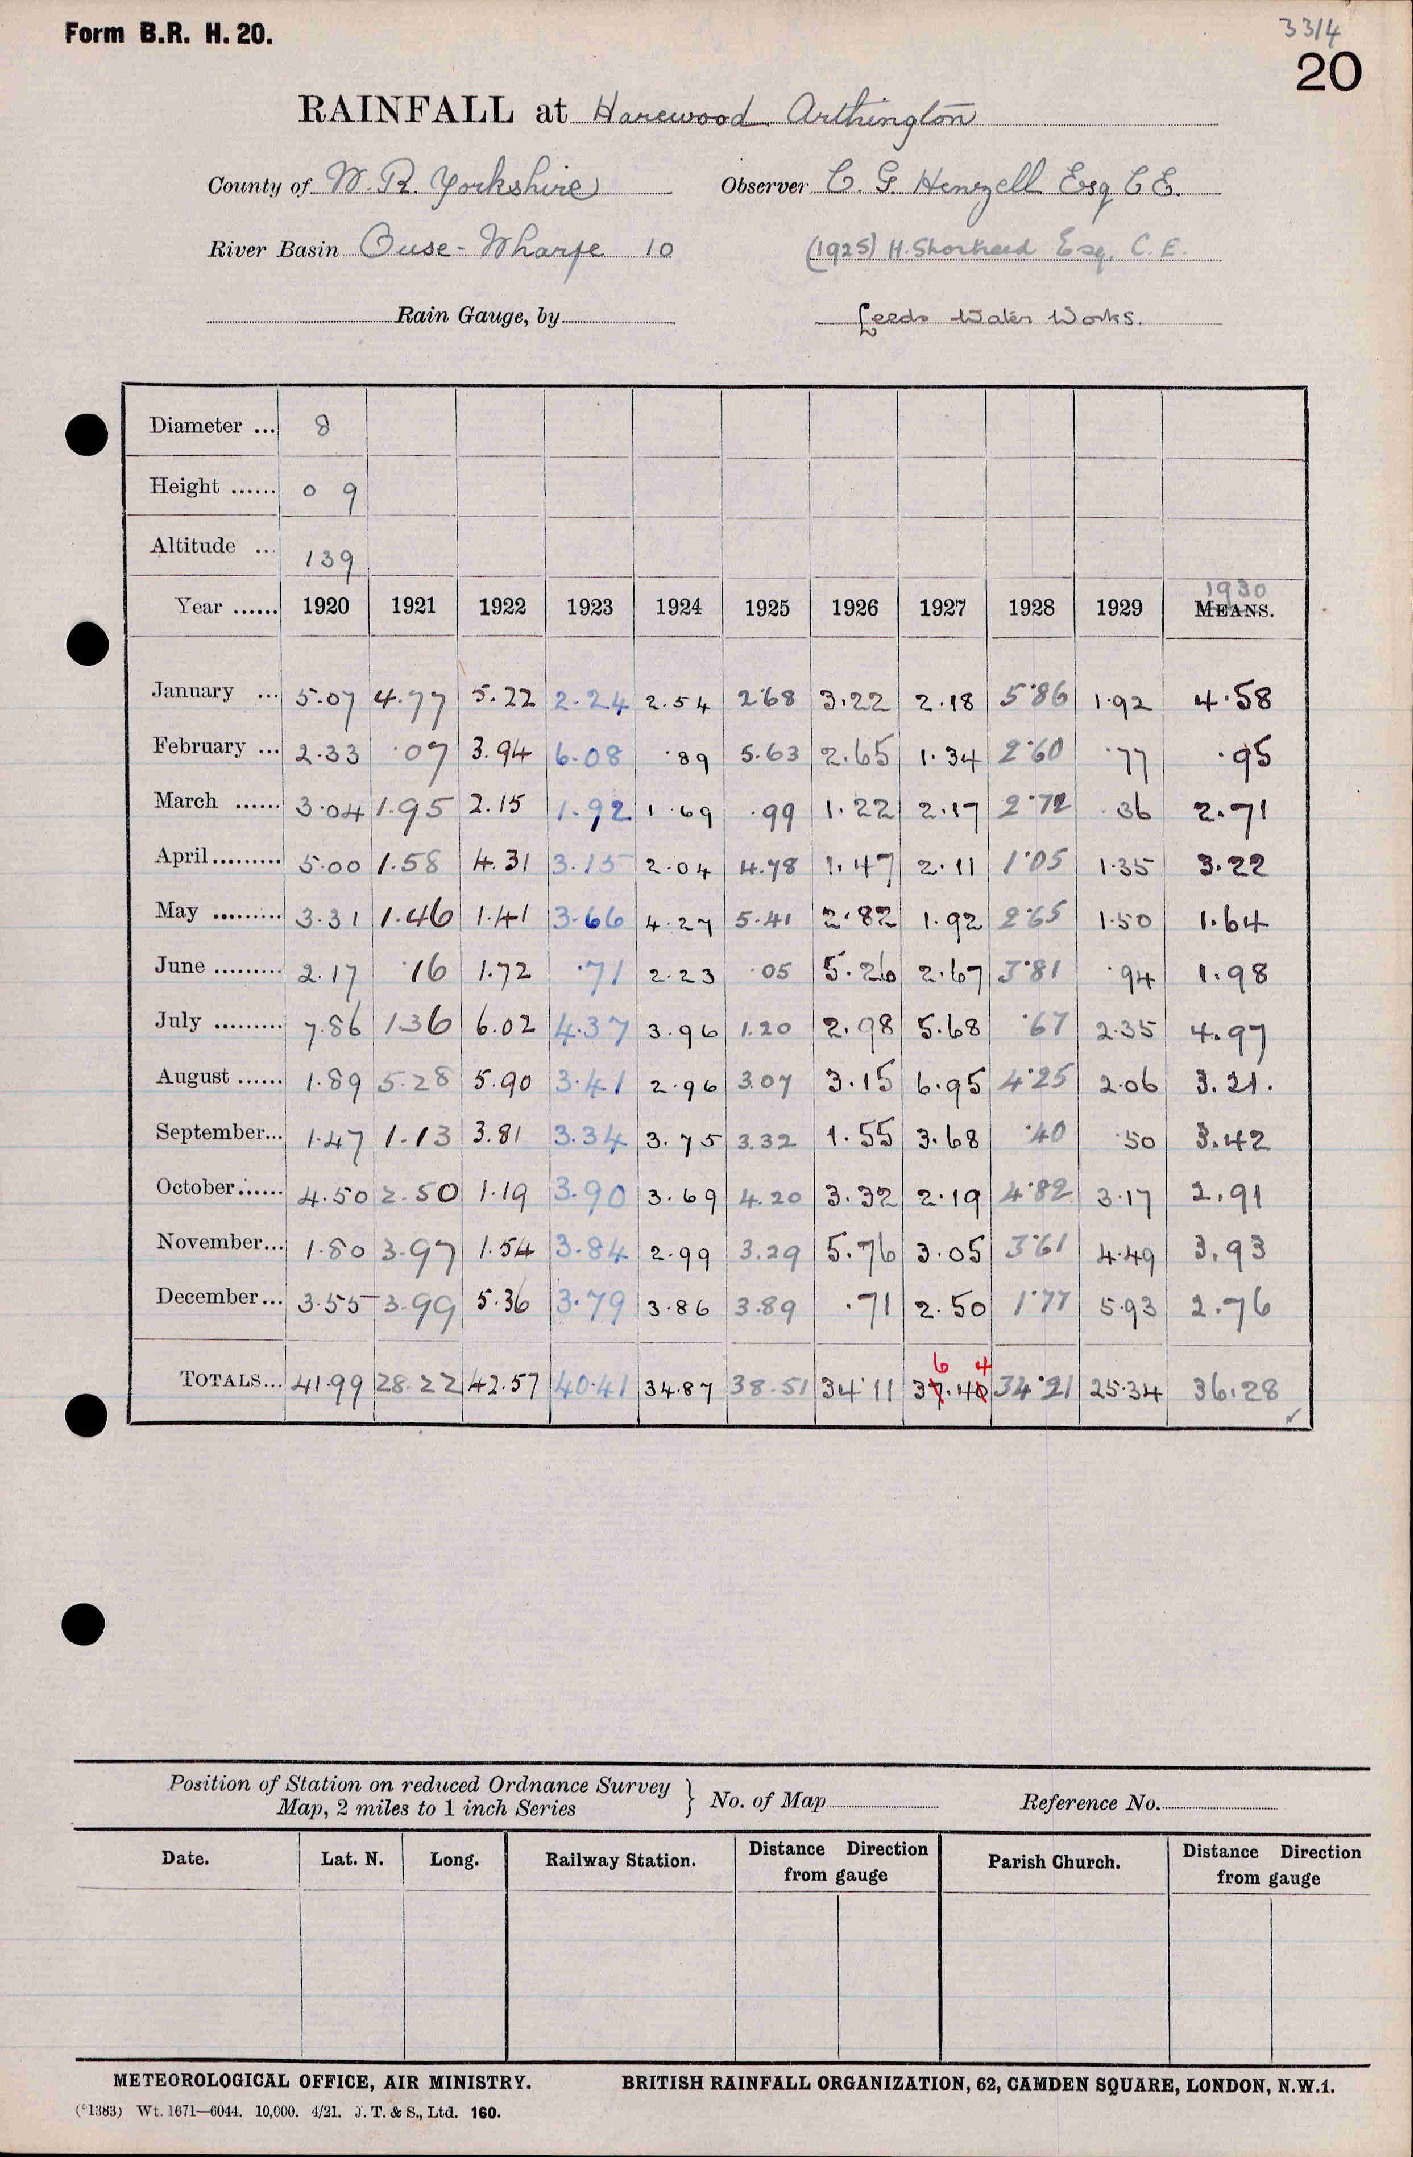 Form B.R. H. 20.
3314
20
RAINFALL at Harewood Arthington
County of W. R. Yorkshire Observer C. G. Henzell Esq C E.
River Basin Ouse - Wharfe 10 (1925) H. Shortreed Esq. C. E.
Rain Gauge, by Leeds Water Works.
Diameter ... 8
Height ...... 0 9
Altitude ... 139
1930
Year ...... 1920 1921 1922 1923 1924 1925 1926 1927 1928 1929 MEANS.
January ... 5.07 4.77 5.22 2.24 2.54 2.68 3.22 2.18 5.86 1.92 4.58
February ... 2.33 .07 3.94 6.08 .89 5.63 2.65 1.34 2.60 .77 .95
March ...... 3.04 1.95 2.15 1.92 1.69 .99 1.22 2.17 2.72 .36 2.71
April ......... 5.00 1.58 4.31 3.15 2.04 4.78 1.47 2.11 1.05 1.35 3.22
May ......... 3.31 1.46 1.41 3.66 4.27 5.41 2.82 1.92 2.65 1.50 1.64
June ......... 2.17 .16 1.72 .71 2.23 .05 5.26 2.67 3.81 .94 1.98
July ......... 7.86 1.36 6.02 4.37 3.96 1.20 2.98 5.68 .67 2.35 4.97
August ...... 1.89 5.28 5.90 3.41 2.96 3.07 3.15 6.95 4.25 2.06 3.21.
September... 1.47 1.13 3.81 3.34 3.75 3.32 1.55 3.68 .40 .50 3.42
October...... 4.50 2.50 1.19 3.90 3.69 4.20 3.32 2.19 4.82 3.17 2.91
November... 1.80 3.97 1.54 3.84 2.99 3.29 5.76 3.05 3.61 4.49 3.93
December... 3.55 3.99 5.36 3.79 3.86 3.89 .71 2.50 1.77 5.93 2.76
6 4
TOTALS... 41.99 28.22 42.57 40.41 34.87 38.51 34.11 37.40 34.21 25.34 36.28
Position of Station on reduced Ordnance Survey
Map, 2 miles to 1 inch Series } No. of Map Reference No.
Date. Lat. N. Long. Railway Station. Distance Direction from gauge Parish Church. Distance Direction from gauge
METEOROLOGICAL OFFICE, AIR MINISTRY. BRITISH RAINFALL ORGANIZATION, 62, CAMDEN SQUARE, LONDON, N.W.1.
(*1383) Wt. 1671—6044. 10,000. 4/21. J. T. & S., Ltd. 160.